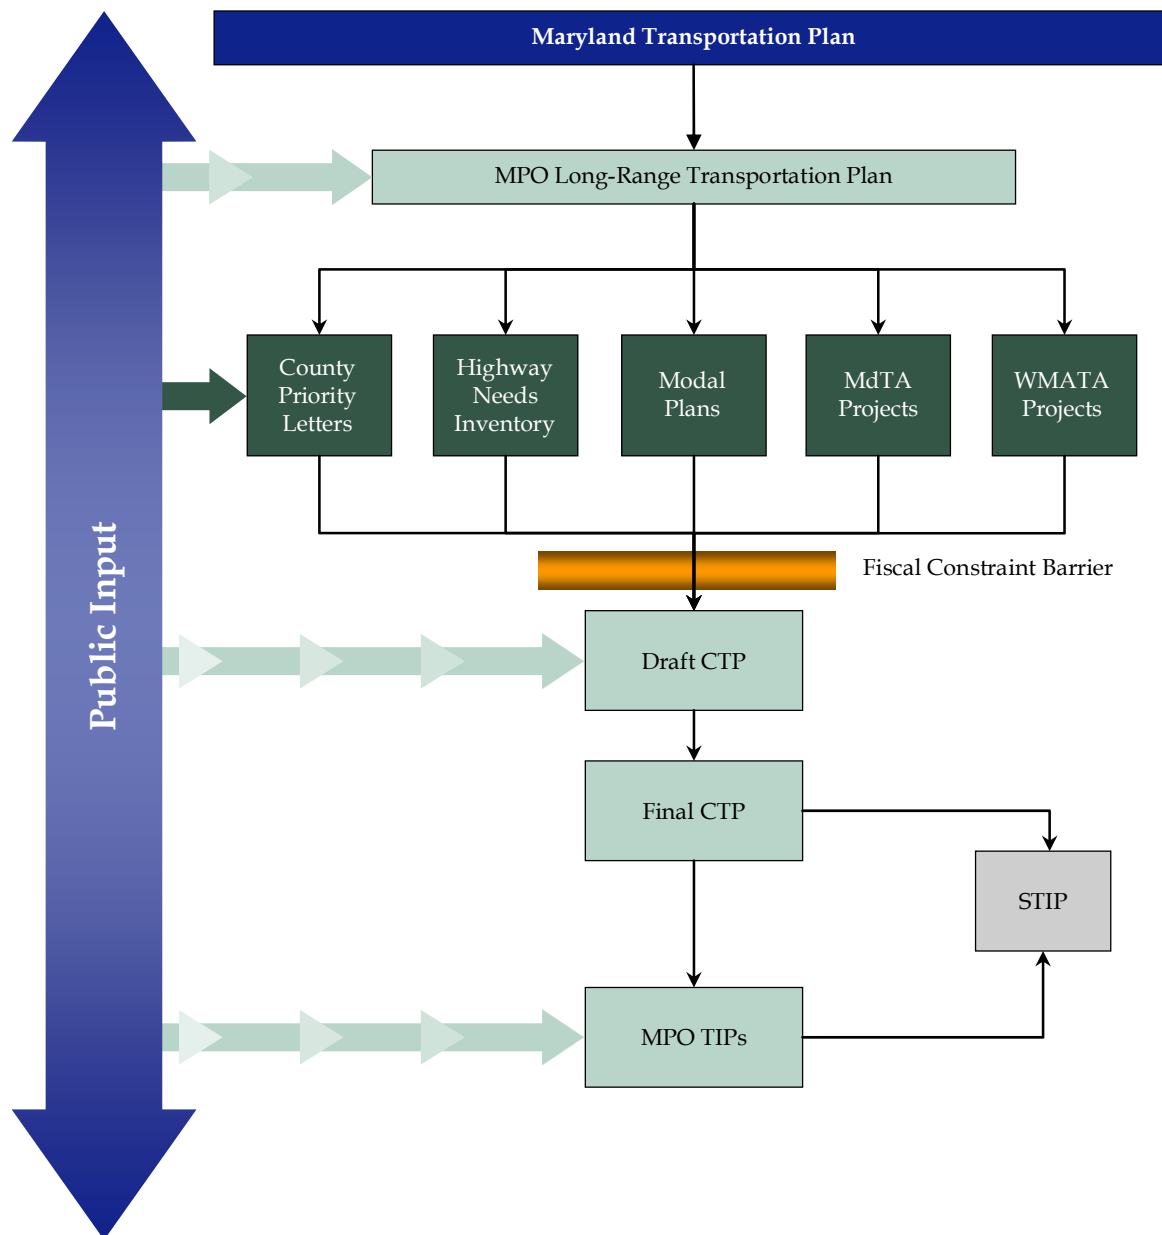 Maryland Transportation Plan
MPO Long-Range Transportation Plan
County
Priority
Letters
Highway
Needs
Inventory
Modal
Plans
MdTA
Projects
WMATA
Projects
Public Input
Fiscal Constraint Barrier
Draft CTP
Final CTP
STIP
MPO TIPs